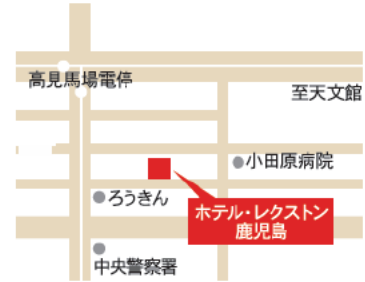 高見馬場電停
至天文館
小田原病院
ろうきん
ホテル・レクストン
鹿児島
中央警察署